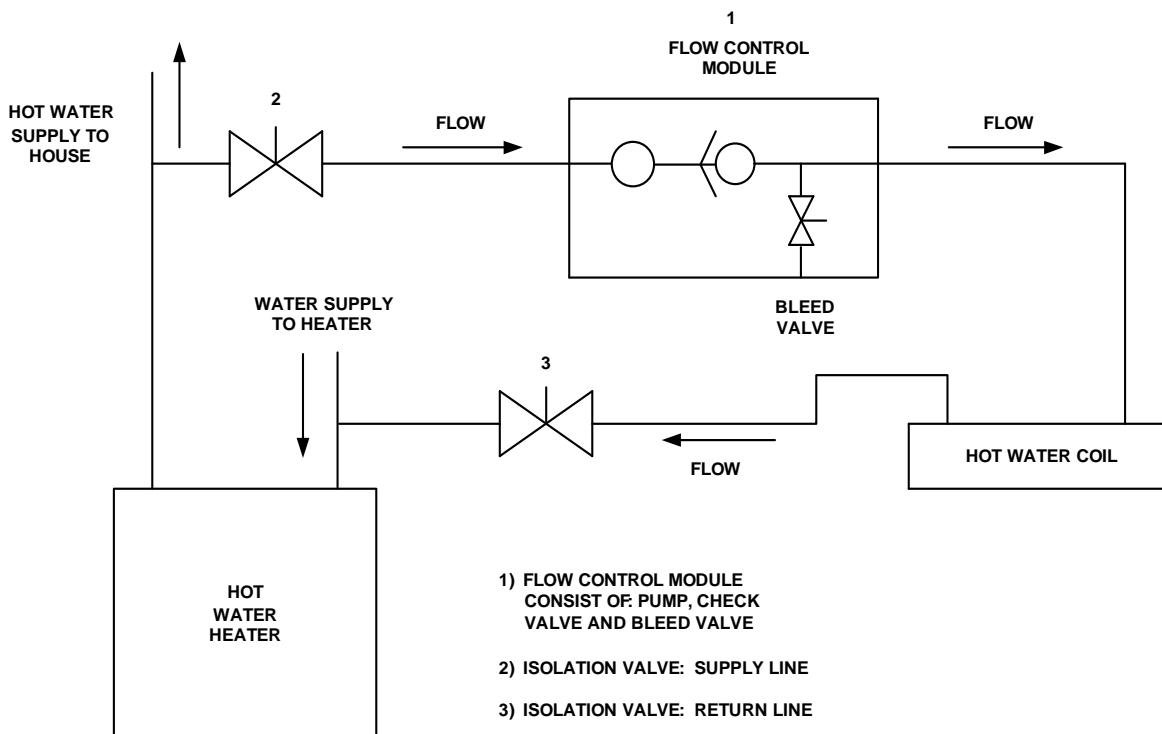 1
FLOW CONTROL
MODULE
HOT WATER
SUPPLY TO
HOUSE
2
FLOW
FLOW
WATER SUPPLY
TO HEATER
BLEED
VALVE
3
FLOW
HOT WATER COIL
HOT
WATER
HEATER
1) FLOW CONTROL MODULE
CONSIST OF: PUMP, CHECK
VALVE AND BLEED VALVE
2) ISOLATION VALVE: SUPPLY LINE
3) ISOLATION VALVE: RETURN LINE